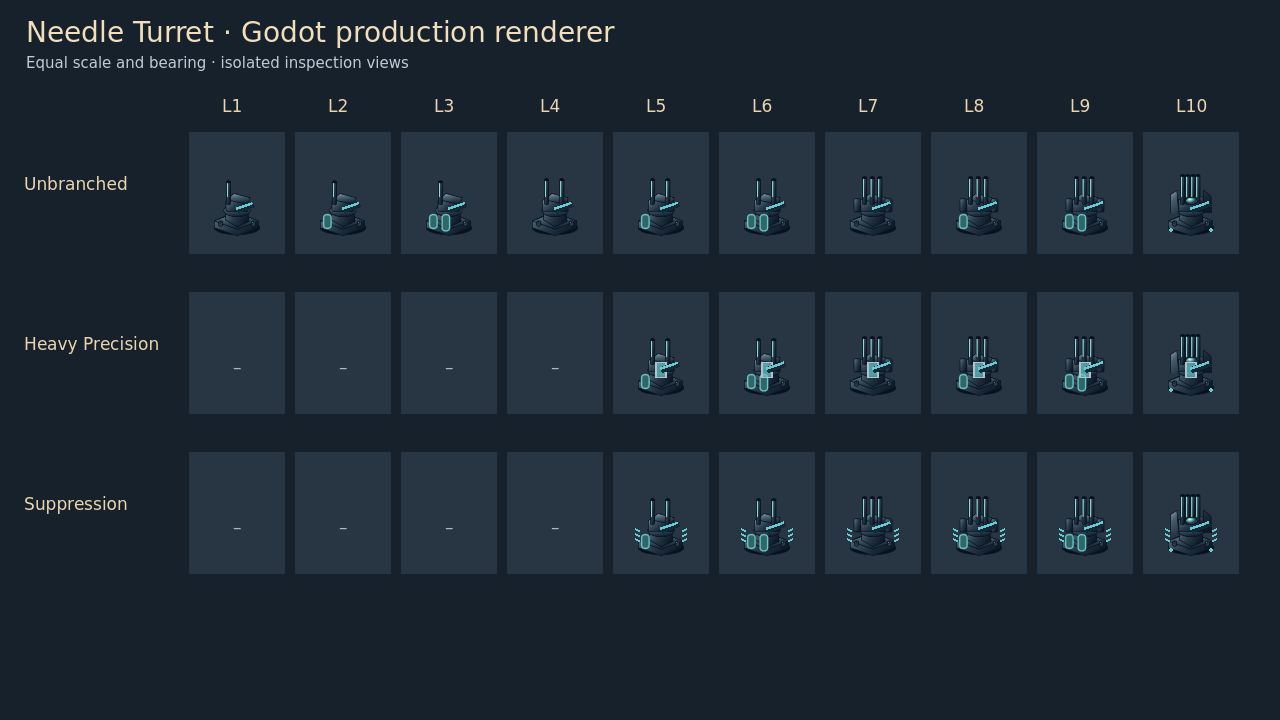 Needle Turret · Godot production renderer
Equal scale and bearing · isolated inspection views
L1 L2 L3 L4 L5 L6 L7 L8 L9 L10
Unbranched
Heavy Precision
– – – –
Suppression
– – – –